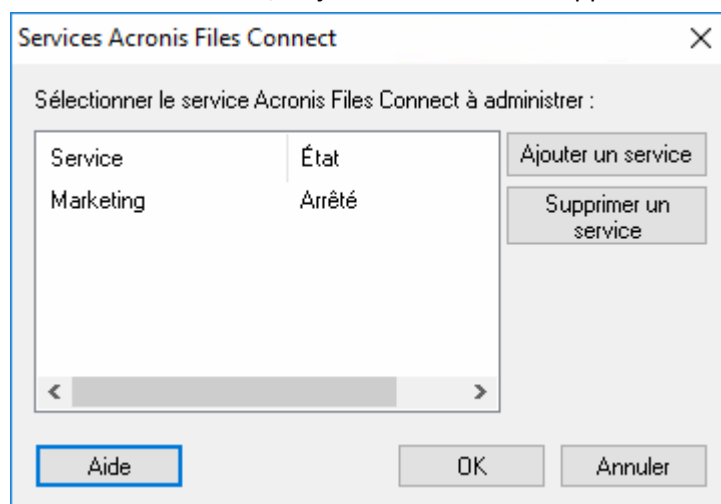 Services Acronis Files Connect
Sélectionner le service Acronis Files Connect à administrer :
Service État
Marketing Arrêté
Ajouter un service
Supprimer un
service
Aide OK Annuler